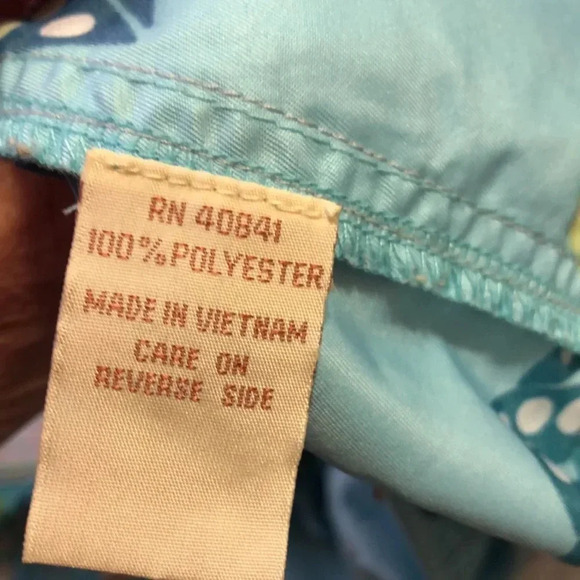 RN 40841
100%POLYESTER
MADE IN VIETNAM
CARE ON
REVERSE SIDE